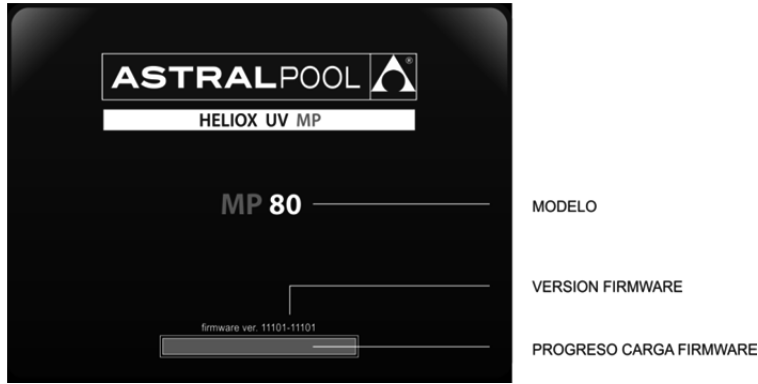 ASTRALPOOL ®
HELIOX UV MP
MP 80
MODELO
VERSION FIRMWARE
firmware ver. 11101-11101
PROGRESO CARGA FIRMWARE